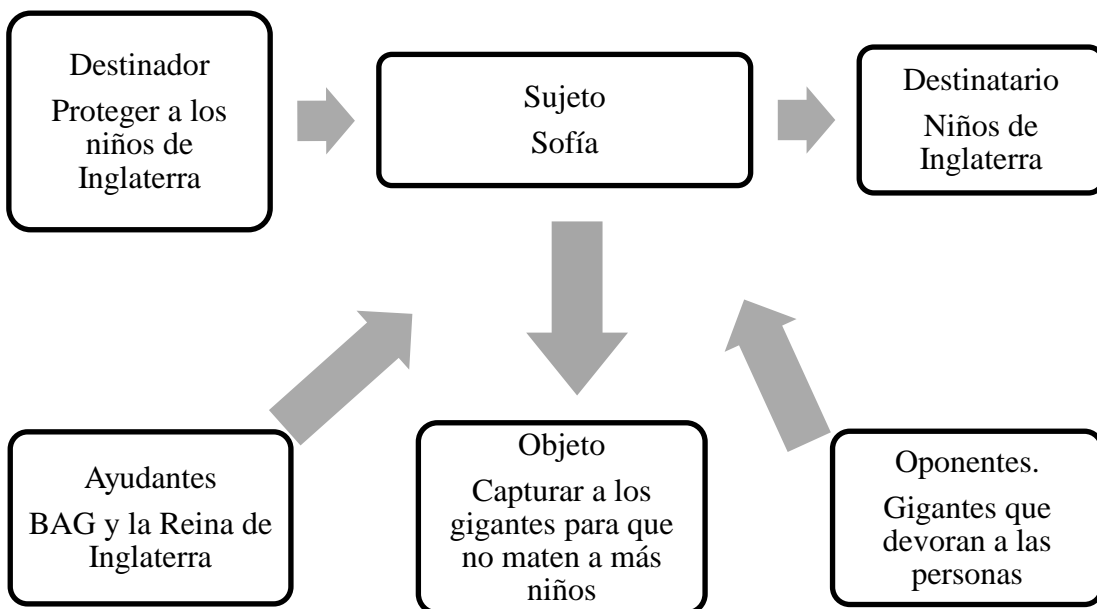 Destinador
Proteger a los
niños de
Inglaterra
Sujeto
Sofía
Destinatario
Niños de
Inglaterra
Ayudantes
BAG y la Reina de
Inglaterra
Objeto
Capturar a los
gigantes para que
no maten a más
niños
Oponentes.
Gigantes que
devoran a las
personas